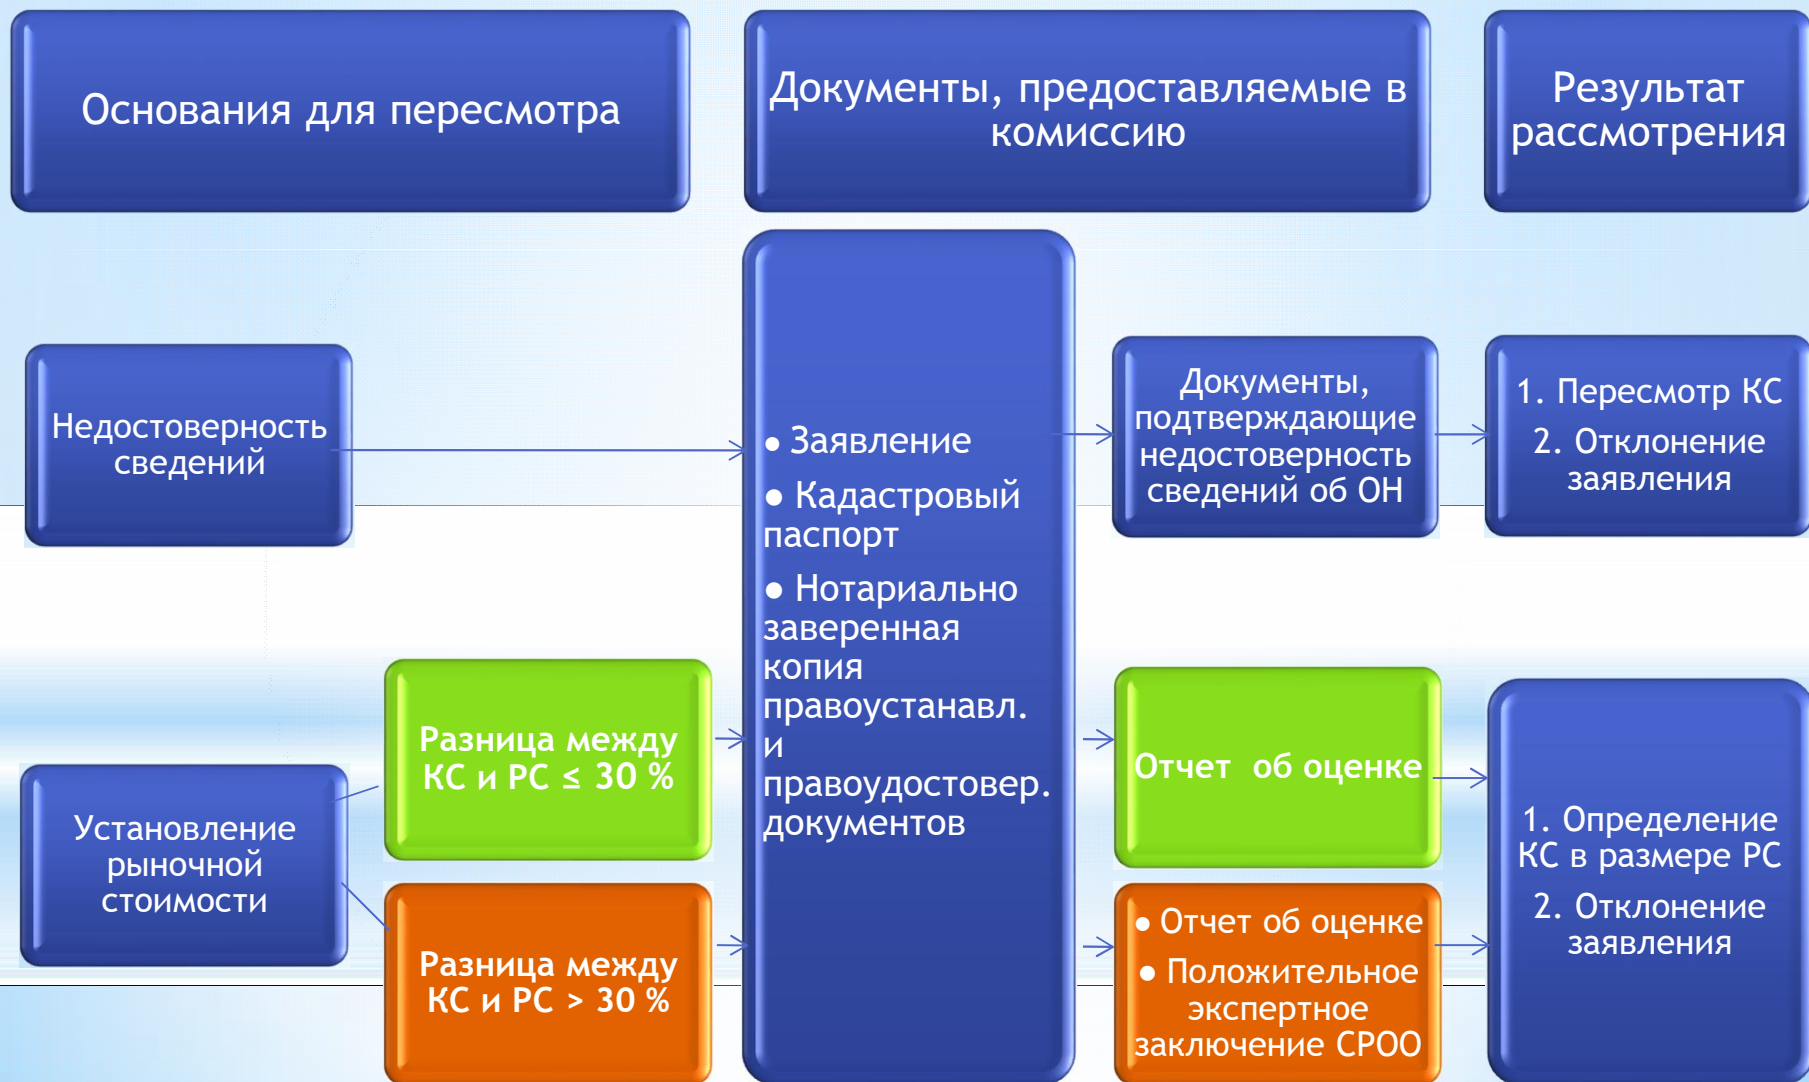 Основания для пересмотра
Документы, предоставляемые в
комиссию
Результат
рассмотрения
Недостоверность
сведений
● Заявление
● Кадастровый
паспорт
● Нотариально
заверенная
копия
правоустанавл.
и
правоудостовер.
документов
Документы,
подтверждающие
недостоверность
сведений об ОН
1. Пересмотр КС
2. Отклонение
заявления
Установление
рыночной
стоимости
Разница между
КС и РС ≤ 30 %
Отчет об оценке
Разница между
КС и РС > 30 %
● Отчет об оценке
● Положительное
экспертное
заключение СРОО
1. Определение
КС в размере РС
2. Отклонение
заявления